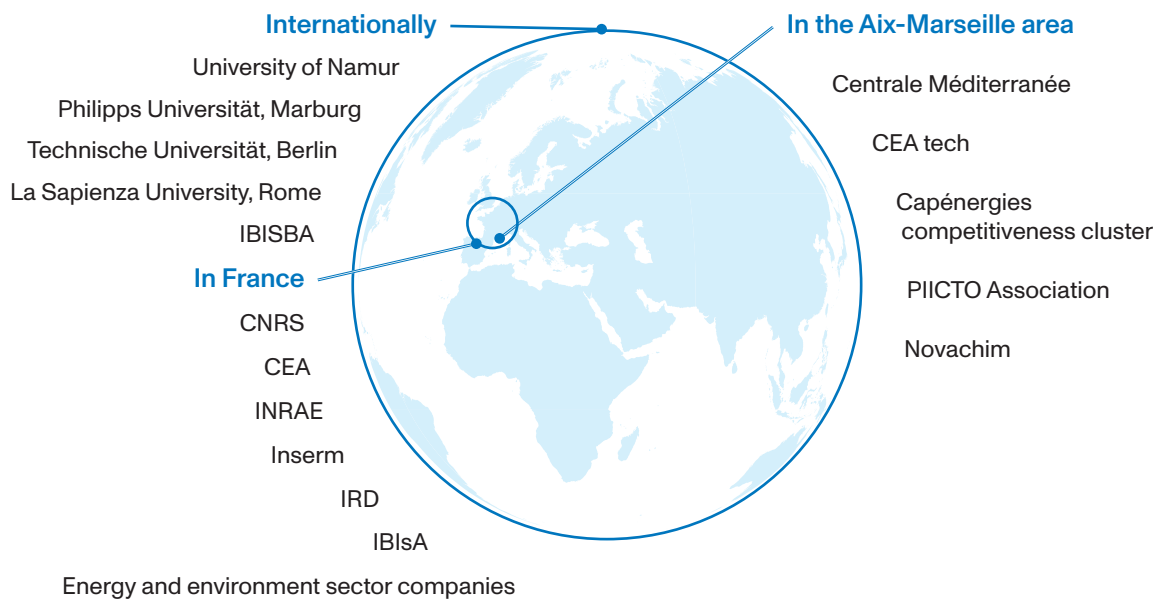 Internationally
University of Namur
Philipps Universität, Marburg
Technische Universität, Berlin
La Sapienza University, Rome
IBISBA
In France
CNRS
CEA
INRAE
Inserm
IRD
IBIsA
Energy and environment sector companies
In the Aix-Marseille area
Centrale Méditerranée
CEA tech
Capénergies
competitiveness cluster
PIICTO Association
Novachim